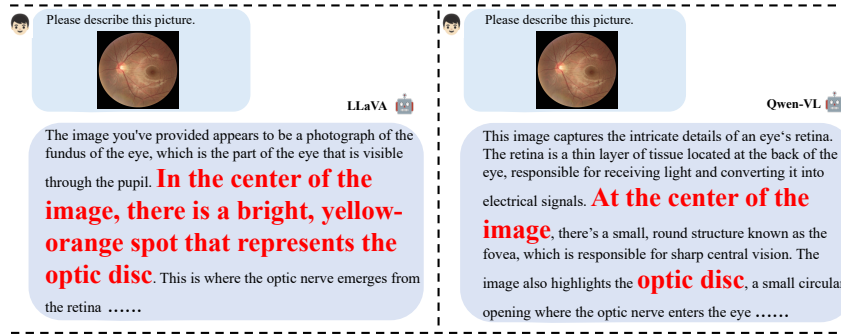 Please describe this picture.
LLaVA
The image you've provided appears to be a photograph of the
fundus of the eye, which is the part of the eye that is visible
through the pupil. In the center of the
image, there is a bright, yellow-
orange spot that represents the
optic disc. This is where the optic nerve emerges from
the retina ......
Please describe this picture.
Qwen-VL
This image captures the intricate details of an eye‘s retina.
The retina is a thin layer of tissue located at the back of the
eye, responsible for receiving light and converting it into
electrical signals. At the center of the
image, there’s a small, round structure known as the
fovea, which is responsible for sharp central vision. The
image also highlights the optic disc, a small circular
opening where the optic nerve enters the eye ......